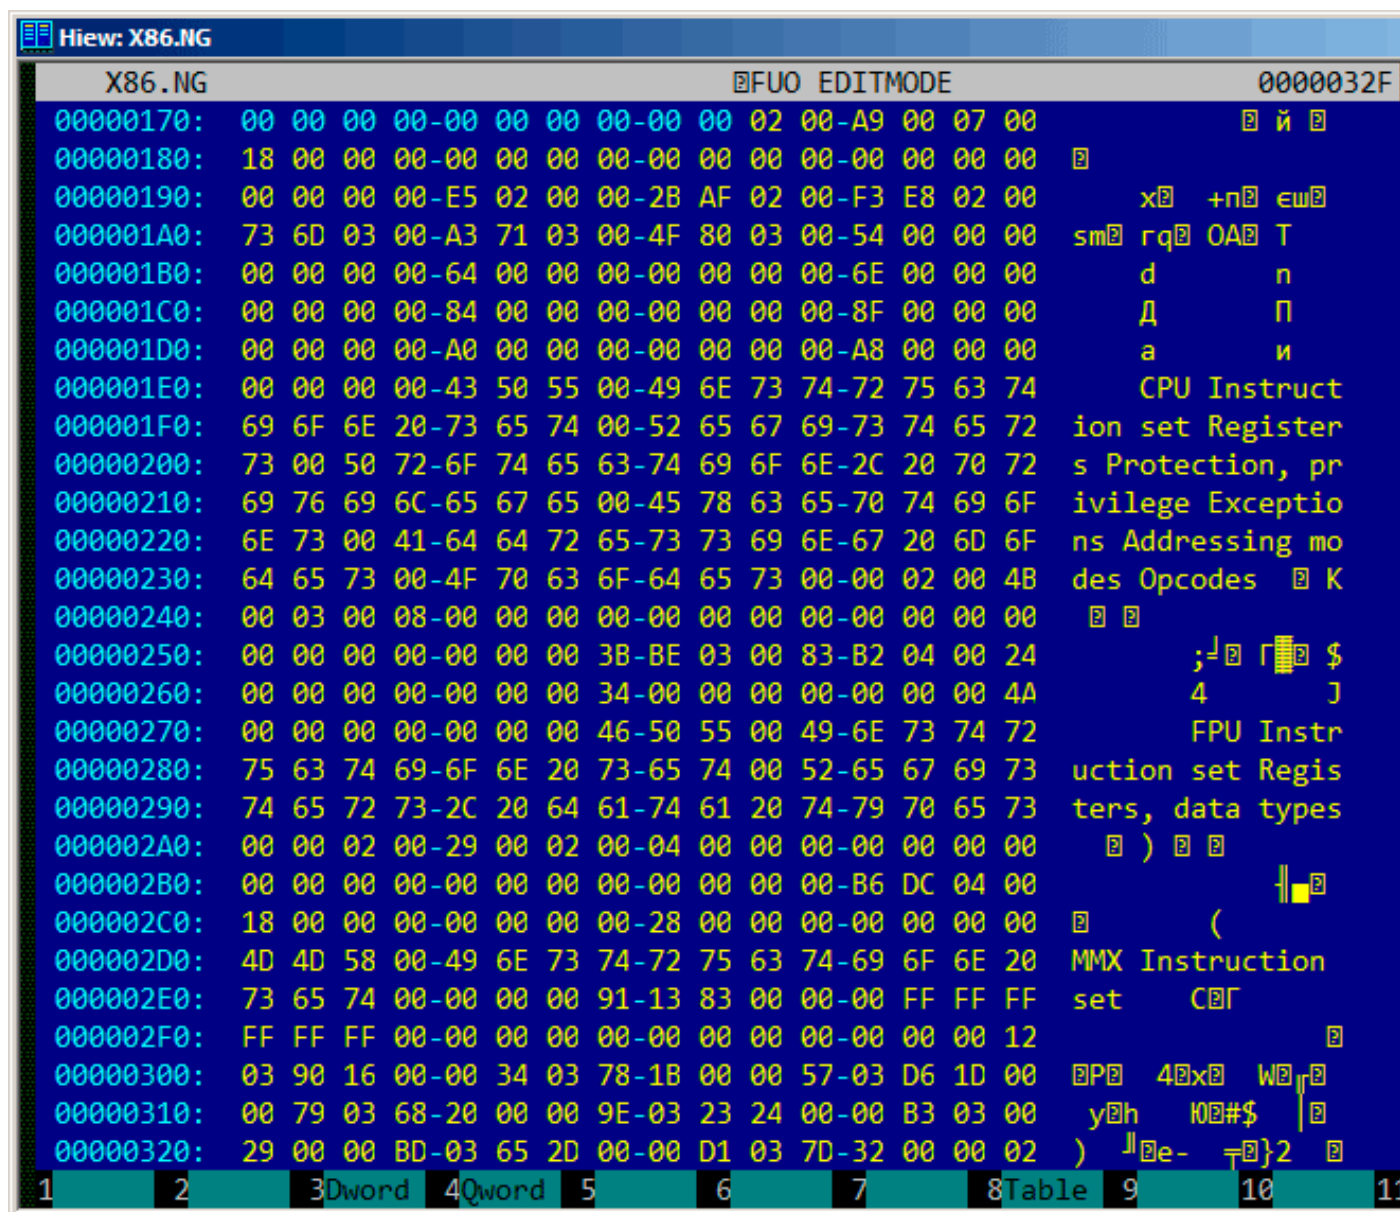 Hiew: X86.NG
X86.NG FUO EDITMODE 0000032F
00000170: 00 00 00 00-00 00 00 00-00 00 02 00-A9 00 07 00 й
00000180: 18 00 00 00-00 00 00 00-00 00 00 00-00 00 00 00
00000190: 00 00 00 00-E5 02 00 00-2B AF 02 00-F3 E8 02 00 х +п єш
000001A0: 73 6D 03 00-A3 71 03 00-4F 80 03 00-54 00 00 00 sm гq OА T
000001B0: 00 00 00 00-64 00 00 00-00 00 00 00-6E 00 00 00 d n
000001C0: 00 00 00 00-84 00 00 00-00 00 00 00-8F 00 00 00 Д П
000001D0: 00 00 00 00-A0 00 00 00-00 00 00 00-A8 00 00 00 а и
000001E0: 00 00 00 00-43 50 55 00-49 6E 73 74-72 75 63 74 CPU Instruct
000001F0: 69 6F 6E 20-73 65 74 00-52 65 67 69-73 74 65 72 ion set Register
00000200: 73 00 50 72-6F 74 65 63-74 69 6F 6E-2C 20 70 72 s Protection, pr
00000210: 69 76 69 6C-65 67 65 00-45 78 63 65-70 74 69 6F ivilege Exceptio
00000220: 6E 73 00 41-64 64 72 65-73 73 69 6E-67 20 6D 6F ns Addressing mo
00000230: 64 65 73 00-4F 70 63 6F-64 65 73 00-00 02 00 4B des Opcodes K
00000240: 00 03 00 08-00 00 00 00-00 00 00 00-00 00 00 00
00000250: 00 00 00 00-00 00 00 3B-BE 03 00 83-B2 04 00 24 ;╛ Г▓ $
00000260: 00 00 00 00-00 00 00 34-00 00 00 00-00 00 00 4A 4 J
00000270: 00 00 00 00-00 00 00 46-50 55 00 49-6E 73 74 72 FPU Instr
00000280: 75 63 74 69-6F 6E 20 73-65 74 00 52-65 67 69 73 uction set Regis
00000290: 74 65 72 73-2C 20 64 61-74 61 20 74-79 70 65 73 ters, data types
000002A0: 00 00 02 00-29 00 02 00-04 00 00 00-00 00 00 00 )
000002B0: 00 00 00 00-00 00 00 00-00 00 00 00-B6 DC 04 00 ╢▄
000002C0: 18 00 00 00-00 00 00 00-28 00 00 00-00 00 00 00 (
000002D0: 4D 4D 58 00-49 6E 73 74-72 75 63 74-69 6F 6E 20 MMX Instruction
000002E0: 73 65 74 00-00 00 00 91-13 83 00 00-00 FF FF FF set С Г
000002F0: FF FF FF 00-00 00 00 00-00 00 00 00-00 00 00 12
00000300: 03 90 16 00-00 34 03 78-1B 00 00 57-03 D6 1D 00 Р 4 x W ╓
00000310: 00 79 03 68-20 00 00 9E-03 23 24 00-00 B3 03 00 y h Ю #$ │
00000320: 29 00 00 BD-03 65 2D 00-00 D1 03 7D-32 00 00 02 ) ╜ e- ╤ }2
1 2 3Dword 4Qword 5 6 7 8Table 9 10 11